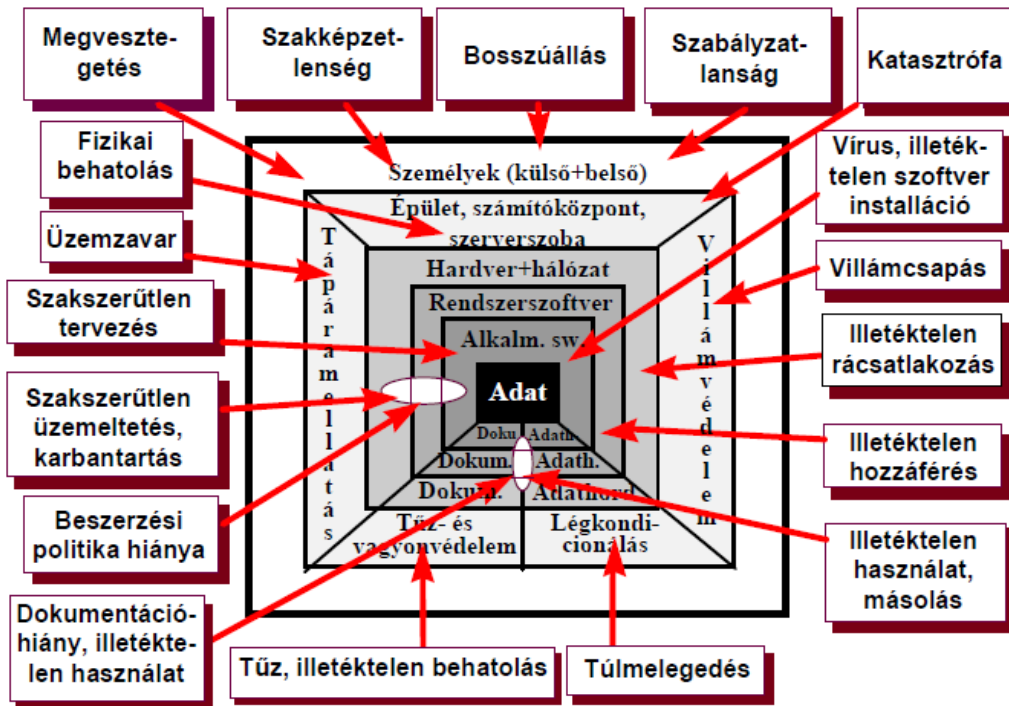 Megveszte-
getés
Szakképzet-
lenség
Bosszúállás
Szabályzat-
lanság
Katasztrófa
Fizikai
behatolás
Üzemzavar
Szakszerűtlen
tervezés
Szakszerűtlen
üzemeltetés,
karbantartás
Beszerzési
politika hiánya
Dokumentáció-
hiány, illetékte-
len használat
Személyek (külső+belső)
Épület, számítóközpont,
szerverszoba
Tápáramellátás
Hardver+hálózat
Rendszerszoftver
Alkalm. sw.
Adat
Doku Adath
Dokum. Adath.
Dokum. Adathord
Tűz- és
vagyonvédelem
Légkondi-
cionálás
Villámvédelem
Vírus, illeték-
telen szoftver
installáció
Villámcsapás
Illetéktelen
rácsatlakozás
Illetéktelen
hozzáférés
Illetéktelen
használat,
másolás
Tűz, illetéktelen behatolás
Túlmelegedés